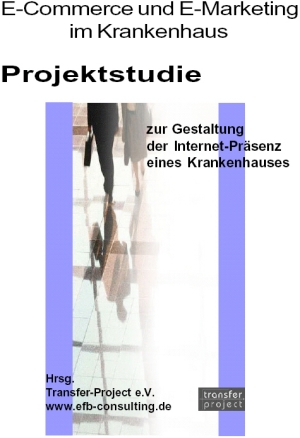 E-Commerce und E-Marketing
im Krankenhaus
Projektstudie
zur Gestaltung
der Internet-Präsenz
eines Krankenhauses
Hrsg.
Transfer-Project e.V.
www.efb-consulting.de
transfer
project